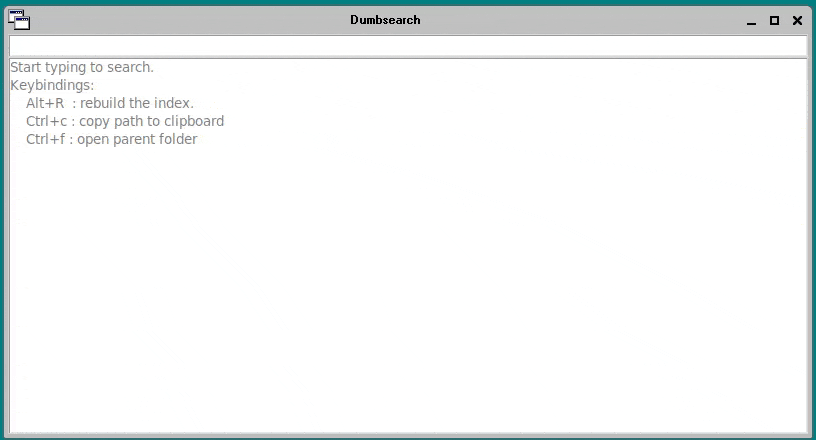 Dumbsearch
Start typing to search.
Keybindings:
Alt+R : rebuild the index.
Ctrl+c : copy path to clipboard
Ctrl+f : open parent folder